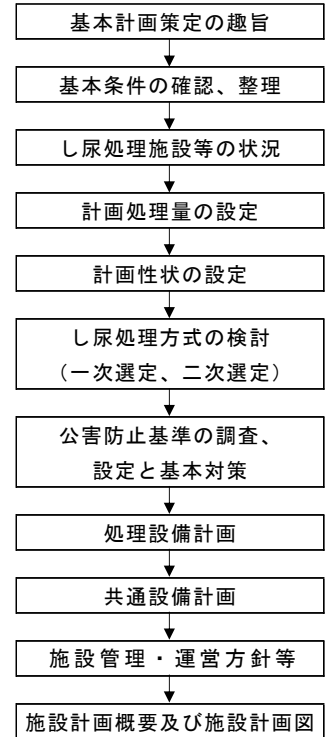 基本計画策定の趣旨
基本条件の確認、整理
し尿処理施設等の状況
計画処理量の設定
計画性状の設定
し尿処理方式の検討
（一次選定、二次選定）
公害防止基準の調査、
設定と基本対策
処理設備計画
共通設備計画
施設管理・運営方針等
施設計画概要及び施設計画図